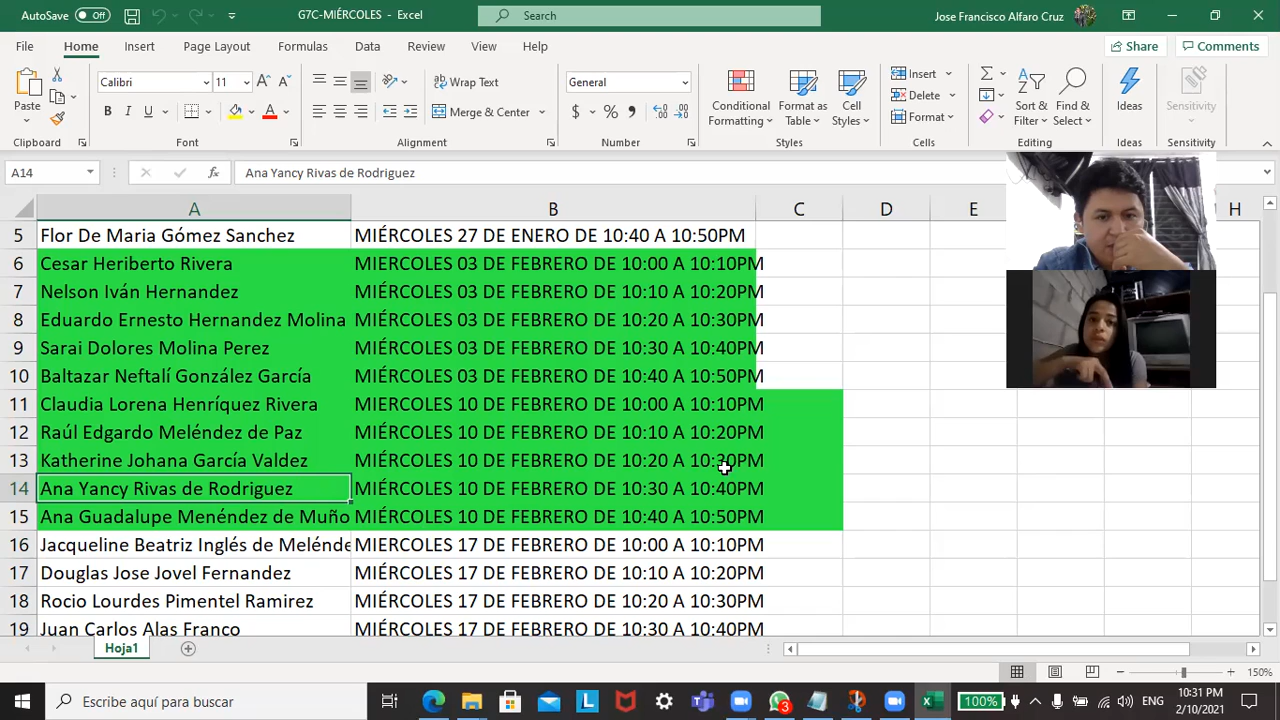 AutoSave Off G7C-MIÉRCOLES - Excel Search Jose Francisco Alfaro Cruz
File Home Insert Page Layout Formulas Data Review View Help Share Comments
Paste Calibri 11 B I U Wrap Text Merge & Center General $ % Conditional Formatting Format as Table Cell Styles Insert Delete Format Sort & Filter Find & Select Ideas Sensitivity
Clipboard Font Alignment Number Styles Cells Editing Ideas Sensitivity
A14 fx Ana Yancy Rivas de Rodriguez
A B C D E H
5 Flor De Maria Gómez Sanchez MIÉRCOLES 27 DE ENERO DE 10:40 A 10:50PM
6 Cesar Heriberto Rivera MIERCOLES 03 DE FEBRERO DE 10:00 A 10:10PM
7 Nelson Iván Hernandez MIÉRCOLES 03 DE FEBRERO DE 10:10 A 10:20PM
8 Eduardo Ernesto Hernandez Molina MIÉRCOLES 03 DE FEBRERO DE 10:20 A 10:30PM
9 Sarai Dolores Molina Perez MIÉRCOLES 03 DE FEBRERO DE 10:30 A 10:40PM
10 Baltazar Neftalí González García MIÉRCOLES 03 DE FEBRERO DE 10:40 A 10:50PM
11 Claudia Lorena Henríquez Rivera MIÉRCOLES 10 DE FEBRERO DE 10:00 A 10:10PM
12 Raúl Edgardo Meléndez de Paz MIÉRCOLES 10 DE FEBRERO DE 10:10 A 10:20PM
13 Katherine Johana García Valdez MIÉRCOLES 10 DE FEBRERO DE 10:20 A 10:30PM
14 Ana Yancy Rivas de Rodriguez MIÉRCOLES 10 DE FEBRERO DE 10:30 A 10:40PM
15 Ana Guadalupe Menéndez de Muño MIÉRCOLES 10 DE FEBRERO DE 10:40 A 10:50PM
16 Jacqueline Beatriz Inglés de Melénde MIÉRCOLES 17 DE FEBRERO DE 10:00 A 10:10PM
17 Douglas Jose Jovel Fernandez MIÉRCOLES 17 DE FEBRERO DE 10:10 A 10:20PM
18 Rocio Lourdes Pimentel Ramirez MIÉRCOLES 17 DE FEBRERO DE 10:20 A 10:30PM
19 Juan Carlos Alas Franco MIÉRCOLES 17 DE FEBRERO DE 10:30 A 10:40PM
Hoja1
150%
Escribe aquí para buscar L 3 100% ENG 10:31 PM
2/10/2021